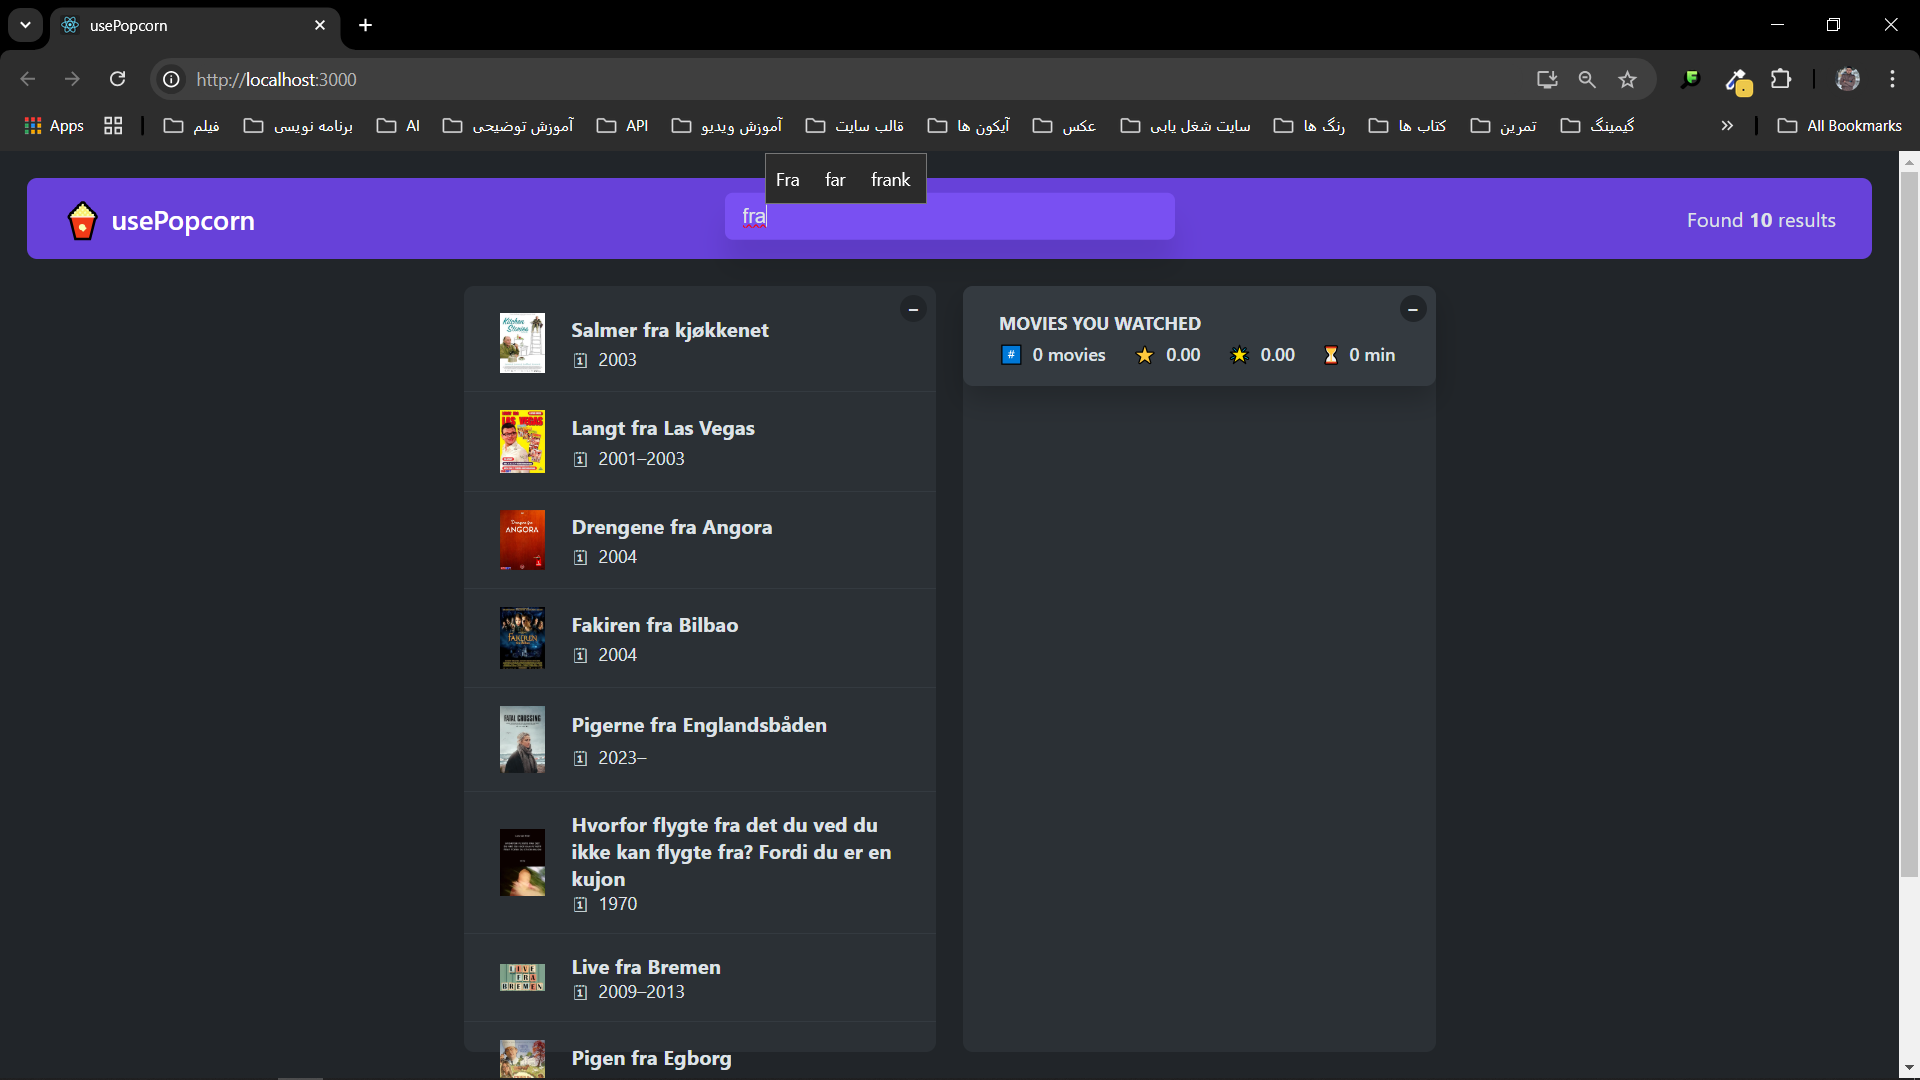 usePopcorn
http://localhost:3000
Apps
فیلم
برنامه نویسی
AI
آموزش توضیحی
API
آموزش ویدیو
قالب سایت
آیکون ها
عکس
سایت شغل یابی
رنگ ها
کتاب ها
تمرین
گیمینگ
»
All Bookmarks
Fra far frank
usePopcorn
fra
Found 10 results
Salmer fra kjøkkenet
2003
Langt fra Las Vegas
2001–2003
Drengene fra Angora
2004
Fakiren fra Bilbao
2004
Pigerne fra Englandsbåden
2023–
Hvorfor flygte fra det du ved du
ikke kan flygte fra? Fordi du er en
kujon
1970
Live fra Bremen
2009–2013
Pigen fra Egborg
MOVIES YOU WATCHED
0 movies 0.00 0.00 0 min